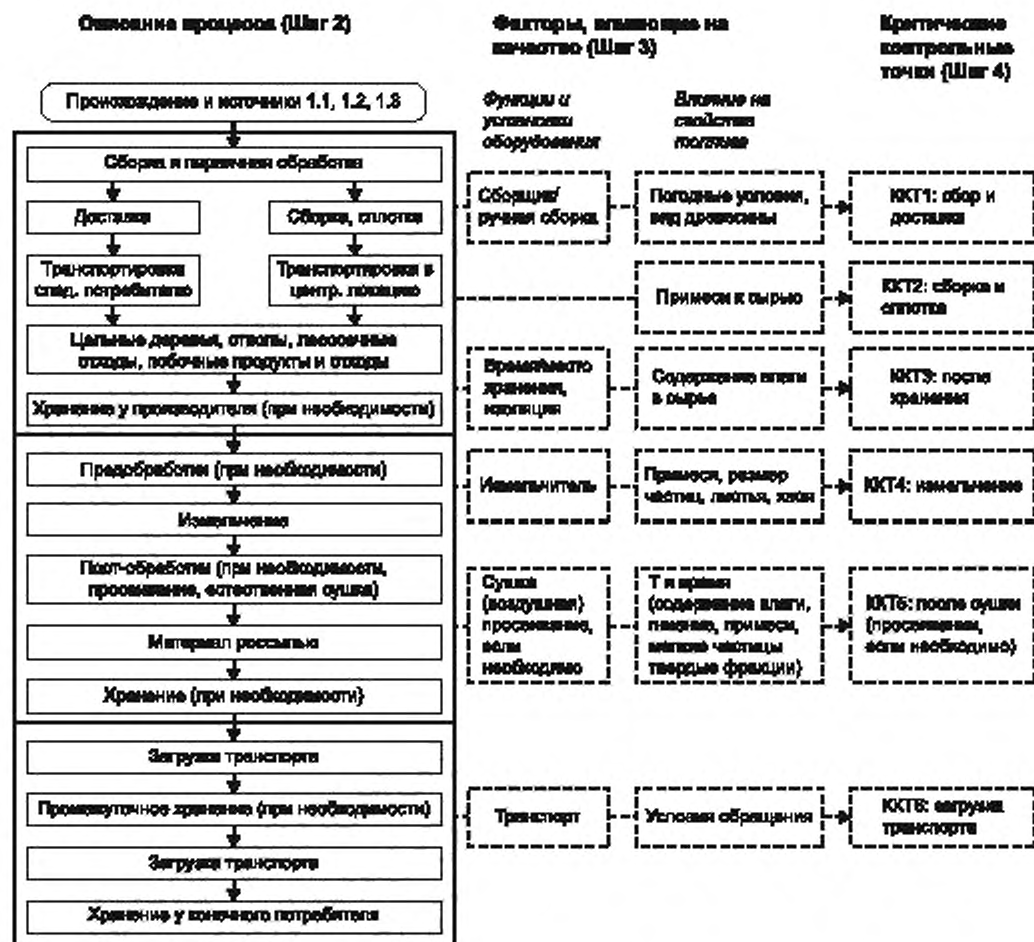 Описание процесса (Шаг 2)
Факторы, влияющие на
качество (Шаг 3)
Критические
контрольные
точки (Шаг 4)
Функции и
установки
оборудования
Влияние на
свойства
топлива
Происхождение и источники 1.1, 1.2, 1.3
Сборка и первичная обработка
Доставка
Сборка, сплотка
Транспортировка
след. потребителю
Транспортировка в
центр. локацию
Цельные деревья, стволы, лесосечные
отходы, побочные продукты и отходы
Хранение у производителя (при необходимости)
Предобработка (при необходимости)
Измельчение
Пост-обработка (при необходимости,
просеивание, естественная сушка)
Материал россыпью
Хранение (при необходимости)
Загрузка транспорта
Промежуточное хранение (при необходимости)
Загрузка транспорта
Хранение у конечного потребителя
Сборщик/
ручная сборка
Погодные условия,
вид древесины
ККТ1: сбор и
доставка
Примеси к сырью
ККТ2: сборка и
сплотка
Время/место
хранения,
изоляция
Содержание влаги
в сырье
ККТ3: после
хранения
Измельчитель
Примеси, размер
частиц, листья, хвоя
ККТ4: измельчение
Сушка
(воздушная)
просеивание,
если
необходимо
Т и время
(содержание влаги,
гниение, примеси,
мелкие частицы
твердые фракции)
ККТ5: после сушки
(просеивание,
если необходимо)
Транспорт
Условия обращения
ККТ6: загрузка
транспорта